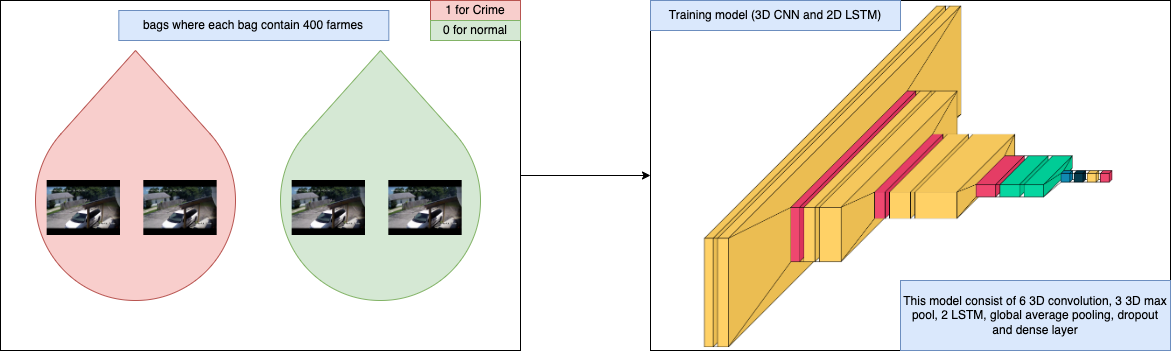 bags where each bag contain 400 farmes
1 for Crime
0 for normal
Training model (3D CNN and 2D LSTM)
This model consist of 6 3D convolution, 3 3D max
pool, 2 LSTM, global average pooling, dropout
and dense layer